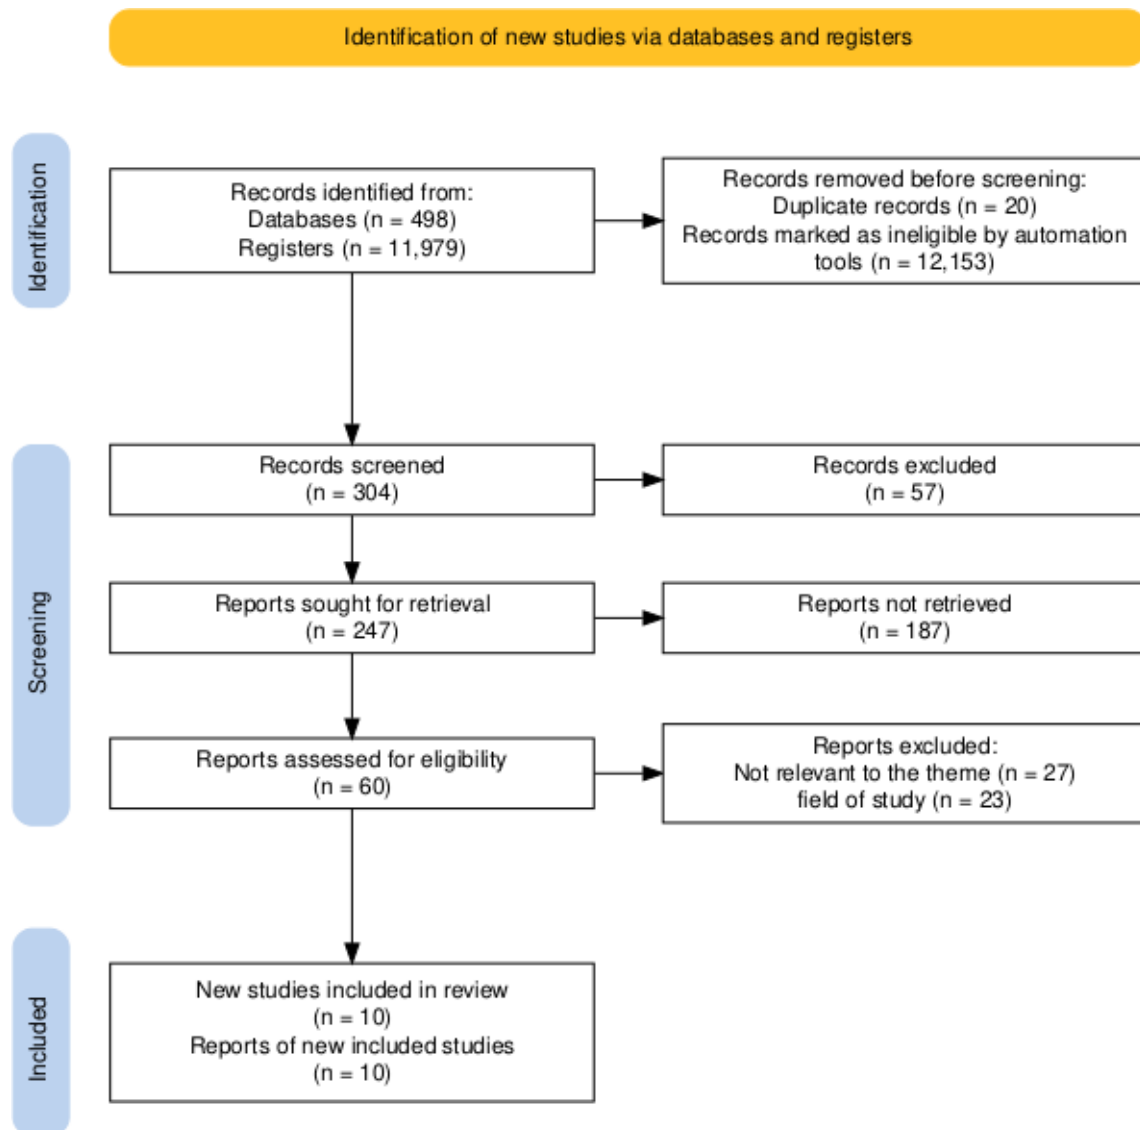 Identification of new studies via databases and registers
Identification
Records identified from:
Databases (n = 498)
Registers (n = 11,979)
Records removed before screening:
Duplicate records (n = 20)
Records marked as ineligible by automation
tools (n = 12,153)
Screening
Records screened
(n = 304)
Records excluded
(n = 57)
Reports sought for retrieval
(n = 247)
Reports not retrieved
(n = 187)
Reports assessed for eligibility
(n = 60)
Reports excluded:
Not relevant to the theme (n = 27)
field of study (n = 23)
Included
New studies included in review
(n = 10)
Reports of new included studies
(n = 10)